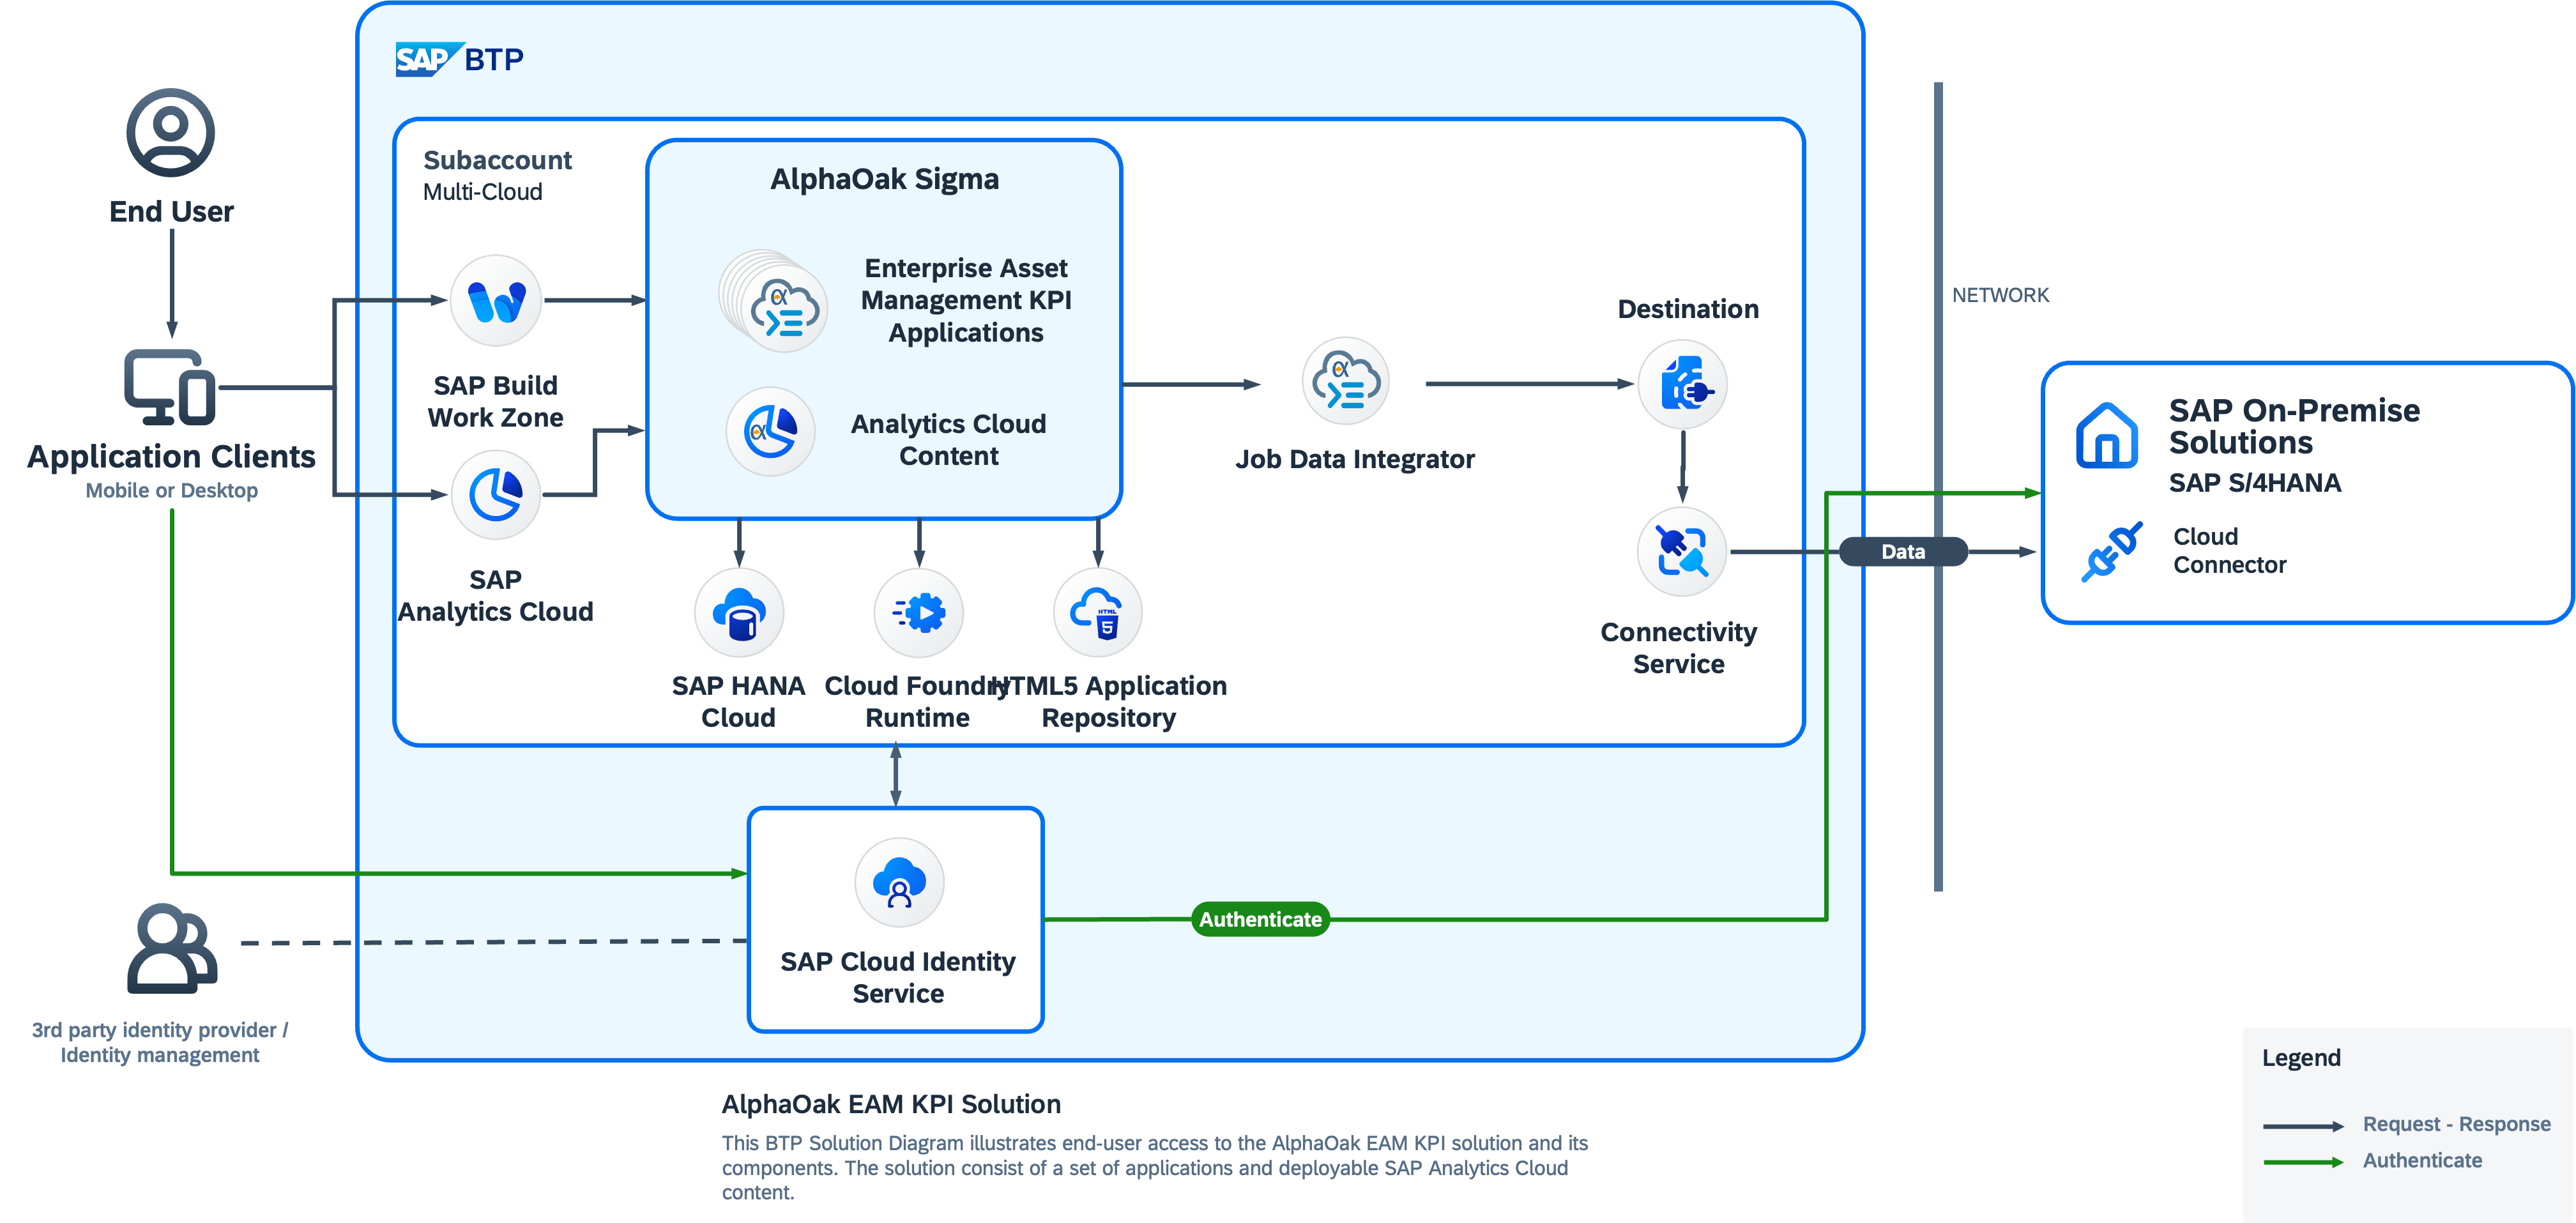 SAP BTP
End User
Application Clients
Mobile or Desktop
3rd party identity provider /
Identity management
Subaccount
Multi-Cloud
SAP Build
Work Zone
SAP
Analytics Cloud
AlphaOak Sigma
Enterprise Asset
Management KPI
Applications
Analytics Cloud
Content
SAP HANA
Cloud
Cloud Foundry
Runtime
HTML
5
HTML5 Application
Repository
Job Data Integrator
Destination
Connectivity
Service
Data
NETWORK
SAP On-Premise
Solutions
SAP S/4HANA
Cloud
Connector
SAP Cloud Identity
Service
Authenticate
AlphaOak EAM KPI Solution
This BTP Solution Diagram illustrates end-user access to the AlphaOak EAM KPI solution and its
components. The solution consist of a set of applications and deployable SAP Analytics Cloud
content.
Legend
Request - Response
Authenticate